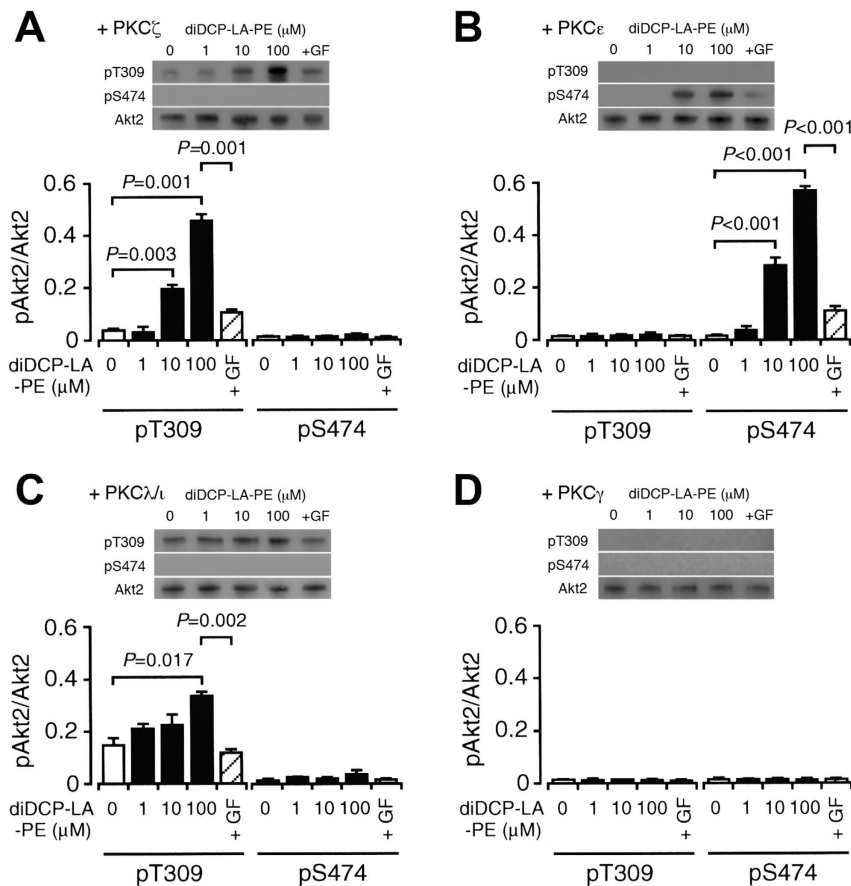 A
+ PKCζ diDCP-LA-PE (μM)
0 1 10 100 +GF
pT309
pS474
Akt2
P=0.001
P=0.001
P=0.003
0.6
0.4
0.2
0
pAkt2/Akt2
diDCP-LA 0 1 10 100 + GF 0 1 10 100 + GF
-PE (μM)
pT309 pS474
B
+ PKCε diDCP-LA-PE (μM)
0 1 10 100 +GF
pT309
pS474
Akt2
P<0.001
P<0.001
P<0.001
0.6
0.4
0.2
0
pAkt2/Akt2
diDCP-LA 0 1 10 100 + GF 0 1 10 100 + GF
-PE (μM)
pT309 pS474
C
+ PKCλ/ι diDCP-LA-PE (μM)
0 1 10 100 +GF
pT309
pS474
Akt2
P=0.002
P=0.017
0.6
0.4
0.2
0
pAkt2/Akt2
diDCP-LA 0 1 10 100 + GF 0 1 10 100 + GF
-PE (μM)
pT309 pS474
D
+ PKCγ diDCP-LA-PE (μM)
0 1 10 100 +GF
pT309
pS474
Akt2
0.6
0.4
0.2
0
pAkt2/Akt2
diDCP-LA 0 1 10 100 + GF 0 1 10 100 + GF
-PE (μM)
pT309 pS474